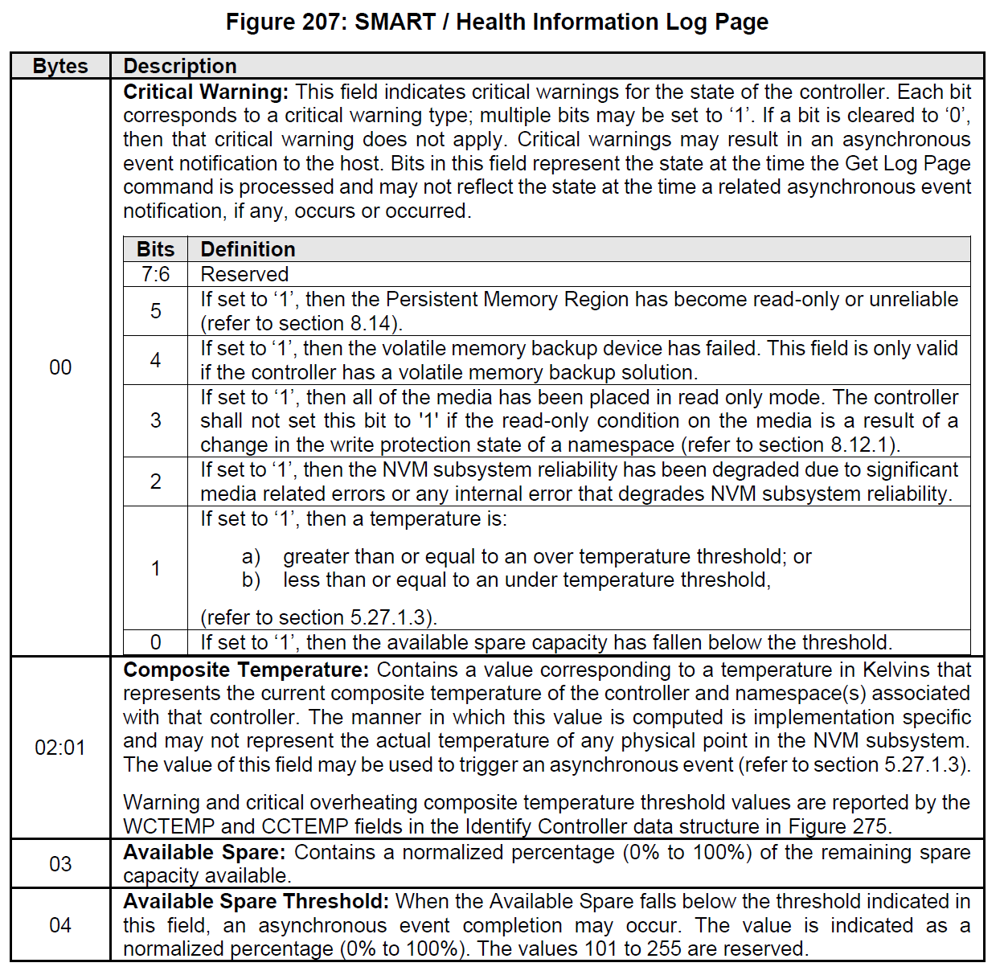 Figure 207: SMART / Health Information Log Page
Bytes Description
00
Critical Warning: This field indicates critical warnings for the state of the controller. Each bit
corresponds to a critical warning type; multiple bits may be set to ‘1’. If a bit is cleared to ‘0’,
then that critical warning does not apply. Critical warnings may result in an asynchronous
event notification to the host. Bits in this field represent the state at the time the Get Log Page
command is processed and may not reflect the state at the time a related asynchronous event
notification, if any, occurs or occurred.
Bits Definition
7:6 Reserved
5
If set to ‘1’, then the Persistent Memory Region has become read-only or unreliable
(refer to section 8.14).
4
If set to ‘1’, then the volatile memory backup device has failed. This field is only valid
if the controller has a volatile memory backup solution.
3
If set to ‘1’, then all of the media has been placed in read only mode. The controller
shall not set this bit to '1' if the read-only condition on the media is a result of a
change in the write protection state of a namespace (refer to section 8.12.1).
2
If set to ‘1’, then the NVM subsystem reliability has been degraded due to significant
media related errors or any internal error that degrades NVM subsystem reliability.
1
If set to ‘1’, then a temperature is:
a) greater than or equal to an over temperature threshold; or
b) less than or equal to an under temperature threshold,
(refer to section 5.27.1.3).
0 If set to ‘1’, then the available spare capacity has fallen below the threshold.
02:01
Composite Temperature: Contains a value corresponding to a temperature in Kelvins that
represents the current composite temperature of the controller and namespace(s) associated
with that controller. The manner in which this value is computed is implementation specific
and may not represent the actual temperature of any physical point in the NVM subsystem.
The value of this field may be used to trigger an asynchronous event (refer to section 5.27.1.3).
Warning and critical overheating composite temperature threshold values are reported by the
WCTEMP and CCTEMP fields in the Identify Controller data structure in Figure 275.
03
Available Spare: Contains a normalized percentage (0% to 100%) of the remaining spare
capacity available.
04
Available Spare Threshold: When the Available Spare falls below the threshold indicated in
this field, an asynchronous event completion may occur. The value is indicated as a
normalized percentage (0% to 100%). The values 101 to 255 are reserved.